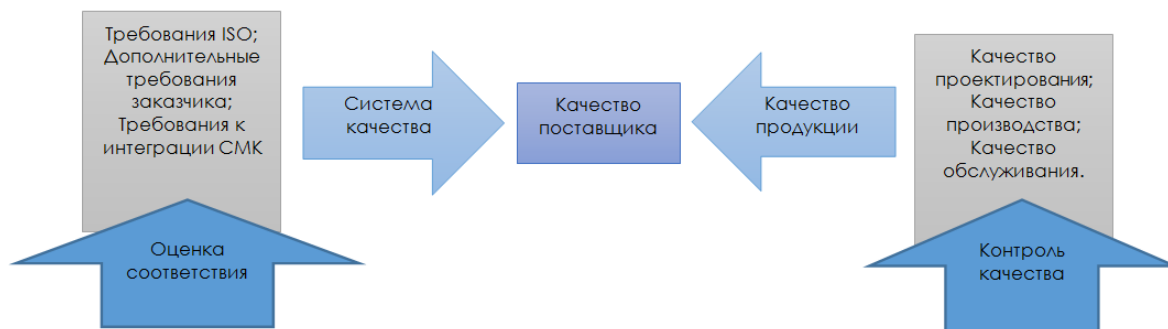 Требования ISO;
Дополнительные
требования
заказчика;
Требования к
интеграции СМК
Система
качества
Качество
поставщика
Качество
продукции
Качество
проектирования;
Качество
производства;
Качество
обслуживания.
Оценка
соответствия
Контроль
качества